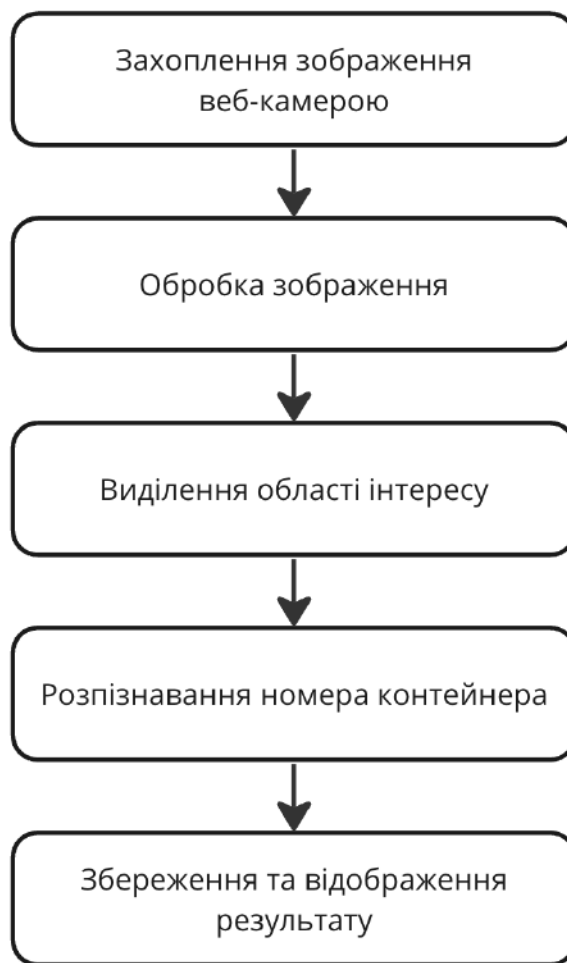 Захоплення зображення
веб-камерою
Обробка зображення
Виділення області інтересу
Розпізнавання номера контейнера
Збереження та відображення
результату